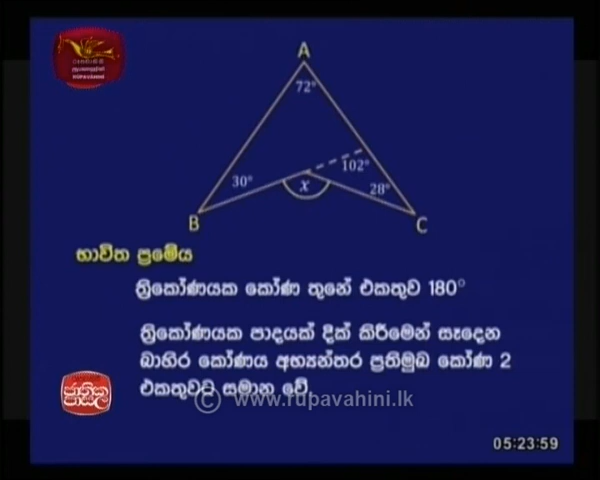 A
72°
102°
30°
x
28°
B
C
භාවිත ප්‍රමේය
ත්‍රිකෝණයක කෝණ තුනේ එකතුව 180°
ත්‍රිකෝණයක පාදයක් දික් කිරීමෙන් සෑදෙන
බාහිර කෝණය අභ්‍යන්තර ප්‍රතිමුඛ කෝණ 2
එකතුවට සමාන වේ.
ජාතික
පාසල
© www.rupavahini.lk
05:23:59